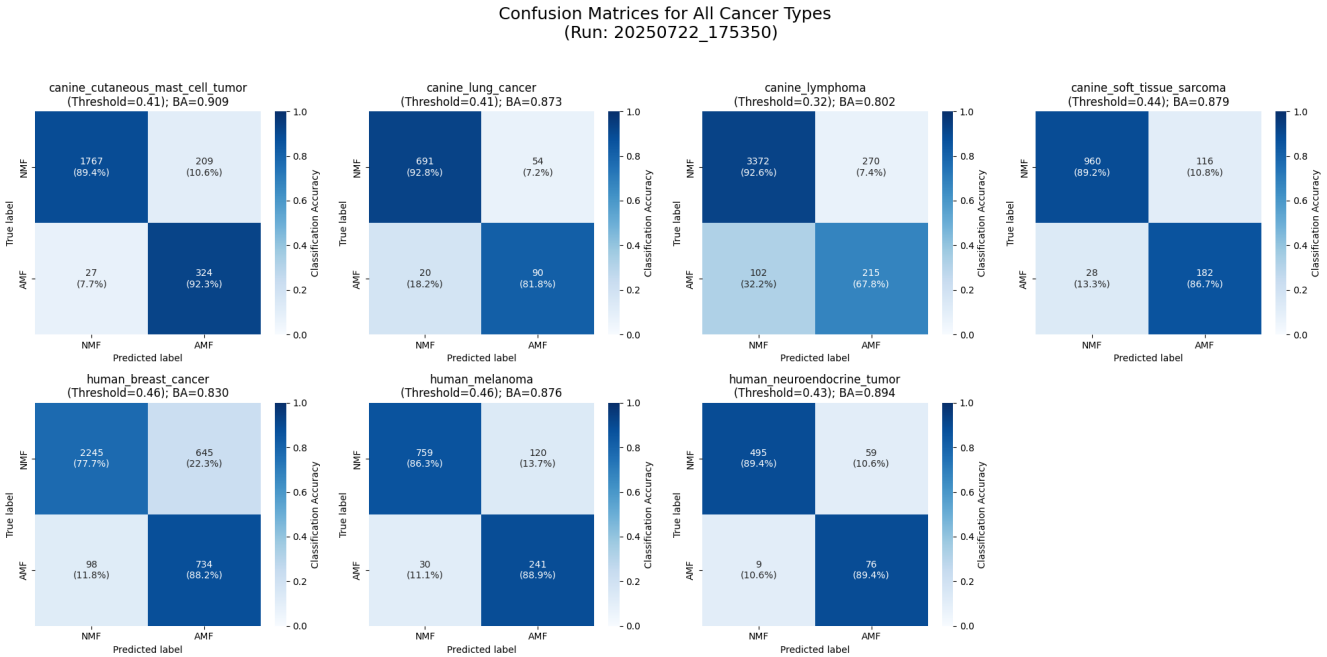 Confusion Matrices for All Cancer Types
(Run: 20250722_175350)
canine_cutaneous_mast_cell_tumor
(Threshold=0.41); BA=0.909
True label
NMF
AMF
1767
(89.4%)
209
(10.6%)
27
(7.7%)
324
(92.3%)
NMF
AMF
Predicted label
1.0
0.8
0.6
0.4
0.2
0.0
Classification Accuracy
canine_lung_cancer
(Threshold=0.41); BA=0.873
True label
NMF
AMF
691
(92.8%)
54
(7.2%)
20
(18.2%)
90
(81.8%)
NMF
AMF
Predicted label
1.0
0.8
0.6
0.4
0.2
0.0
Classification Accuracy
canine_lymphoma
(Threshold=0.32); BA=0.802
True label
NMF
AMF
3372
(92.6%)
270
(7.4%)
102
(32.2%)
215
(67.8%)
NMF
AMF
Predicted label
1.0
0.8
0.6
0.4
0.2
0.0
Classification Accuracy
canine_soft_tissue_sarcoma
(Threshold=0.44); BA=0.879
True label
NMF
AMF
960
(89.2%)
116
(10.8%)
28
(13.3%)
182
(86.7%)
NMF
AMF
Predicted label
1.0
0.8
0.6
0.4
0.2
0.0
Classification Accuracy
human_breast_cancer
(Threshold=0.46); BA=0.830
True label
NMF
AMF
2245
(77.7%)
645
(22.3%)
98
(11.8%)
734
(88.2%)
NMF
AMF
Predicted label
1.0
0.8
0.6
0.4
0.2
0.0
Classification Accuracy
human_melanoma
(Threshold=0.46); BA=0.876
True label
NMF
AMF
759
(86.3%)
120
(13.7%)
30
(11.1%)
241
(88.9%)
NMF
AMF
Predicted label
1.0
0.8
0.6
0.4
0.2
0.0
Classification Accuracy
human_neuroendocrine_tumor
(Threshold=0.43); BA=0.894
True label
NMF
AMF
495
(89.4%)
59
(10.6%)
9
(10.6%)
76
(89.4%)
NMF
AMF
Predicted label
1.0
0.8
0.6
0.4
0.2
0.0
Classification Accuracy